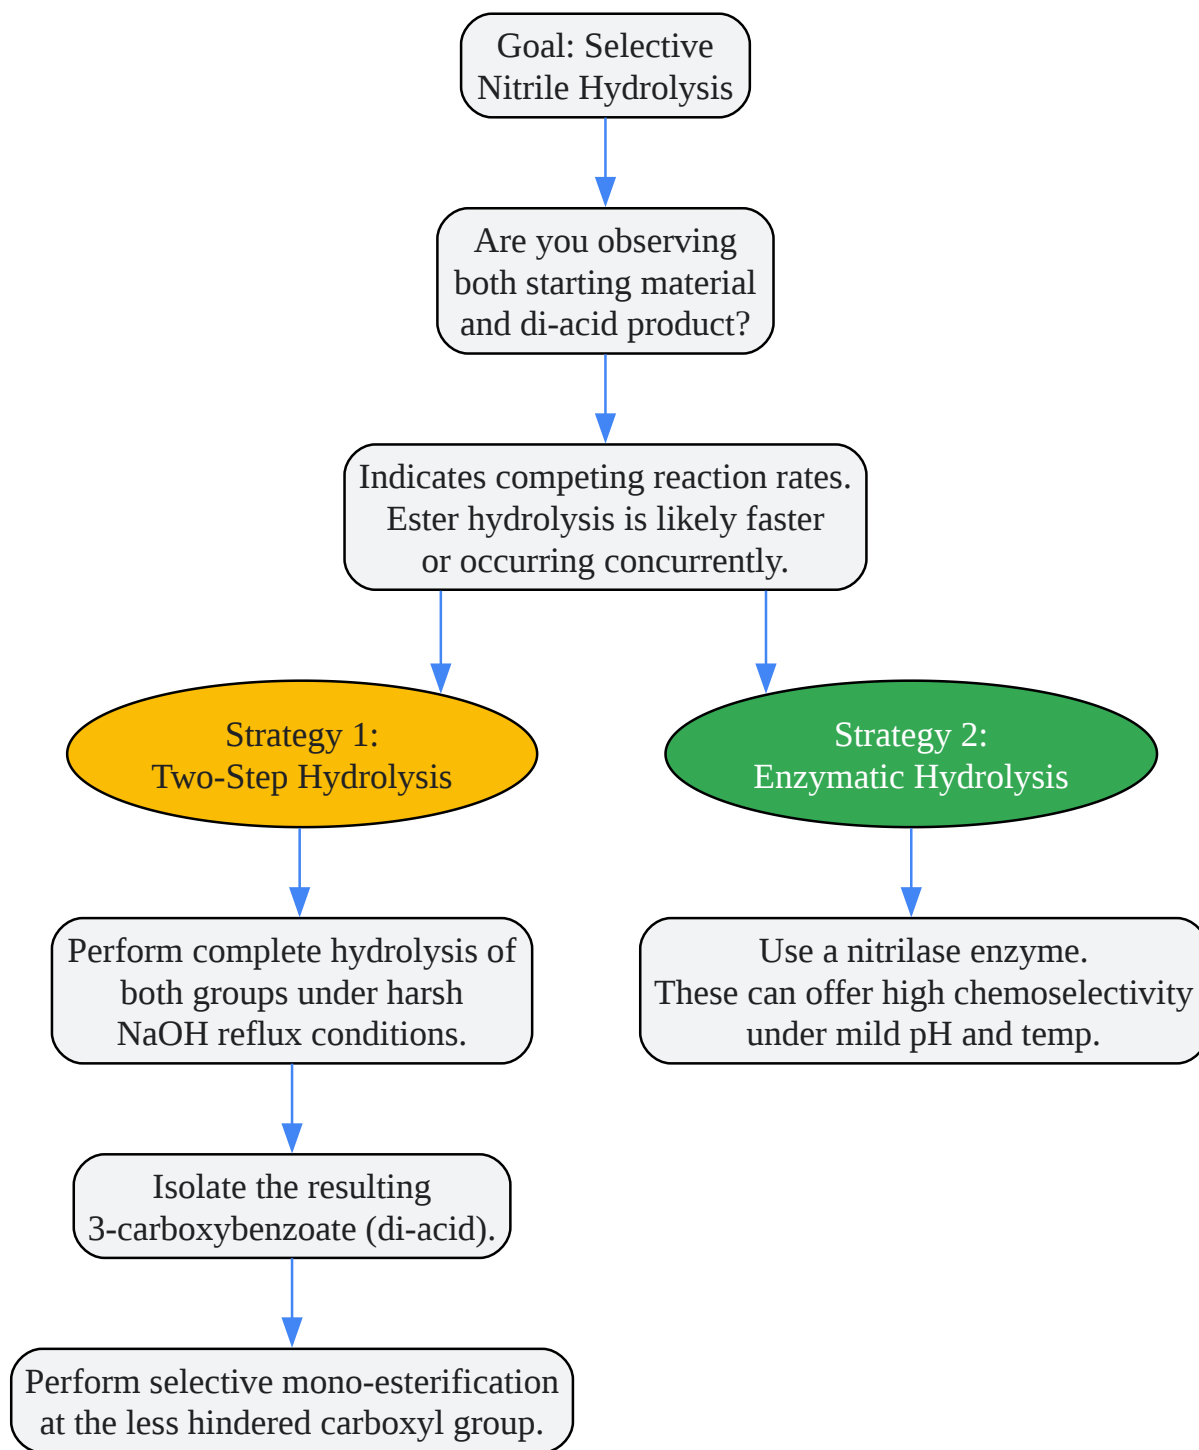 Goal: Selective
Nitrile Hydrolysis
Are you observing
both starting material
and di-acid product?
Indicates competing reaction rates.
Ester hydrolysis is likely faster
or occurring concurrently.
Strategy 1:
Two-Step Hydrolysis
Strategy 2:
Enzymatic Hydrolysis
Perform complete hydrolysis of
both groups under harsh
NaOH reflux conditions.
Use a nitrilase enzyme.
These can offer high chemoselectivity
under mild pH and temp.
Isolate the resulting
3-carboxybenzoate (di-acid).
Perform selective mono-esterification
at the less hindered carboxyl group.